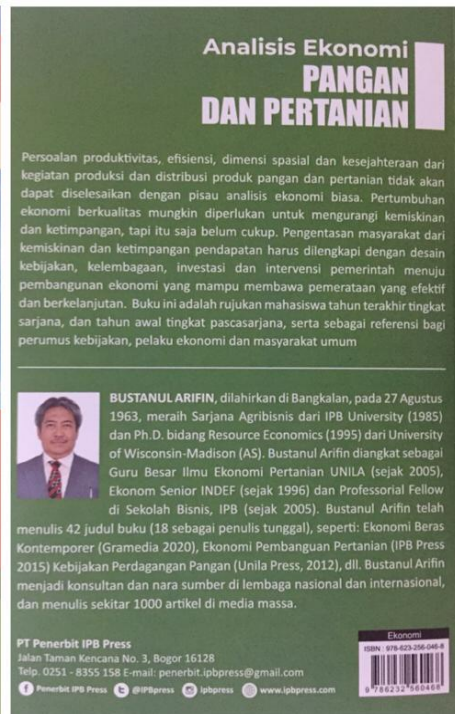 Analisis Ekonomi
PANGAN
DAN PERTANIAN
Persoalan produktivitas, efisiensi, dimensi spasial dan kesejahteraan dari
kegiatan produksi dan distribusi produk pangan dan pertanian tidak akan
dapat diselesaikan dengan pisau analisis ekonomi biasa. Pertumbuhan
ekonomi berkualitas mungkin diperlukan untuk mengurangi kemiskinan
dan ketimpangan, tapi itu saja belum cukup. Pengentasan masyarakat dari
kemiskinan dan ketimpangan pendapatan harus dilengkapi dengan desain
kebijakan, kelembagaan, investasi dan intervensi pemerintah menuju
pembangunan ekonomi yang mampu membawa pemerataan yang efektif
dan berkelanjutan. Buku ini adalah rujukan mahasiswa tahun terakhir tingkat
sarjana, dan tahun awal tingkat pascasarjana, serta sebagai referensi bagi
perumus kebijakan, pelaku ekonomi dan masyarakat umum
BUSTANUL ARIFIN, dilahirkan di Bangkalan, pada 27 Agustus
1963, meraih Sarjana Agribisnis dari IPB University (1985)
dan Ph.D. bidang Resource Economics (1995) dari University
of Wisconsin-Madison (AS). Bustanul Arifin diangkat sebagai
Guru Besar Ilmu Ekonomi Pertanian UNILA (sejak 2005),
Ekonom Senior INDEF (sejak 1996) dan Professorial Fellow
di Sekolah Bisnis, IPB (sejak 2005). Bustanul Arifin telah
menulis 42 judul buku (18 sebagai penulis tunggal), seperti: Ekonomi Beras
Kontemporer (Gramedia 2020), Ekonomi Pembanguan Pertanian (IPB Press
2015) Kebijakan Perdagangan Pangan (Unila Press, 2012), dll. Bustanul Arifin
menjadi konsultan dan nara sumber di lembaga nasional dan internasional,
dan menulis sekitar 1000 artikel di media massa.
PT Penerbit IPB Press
Jalan Taman Kencana No. 3, Bogor 16128
Telp. 0251 - 8355 158 E-mail: penerbit.ipbpress@gmail.com
Penerbit IPB Press @IPBpress ipbpress www.ipbpress.com
Ekonomi
ISBN : 978-623-256-046-6
9 786232 560466